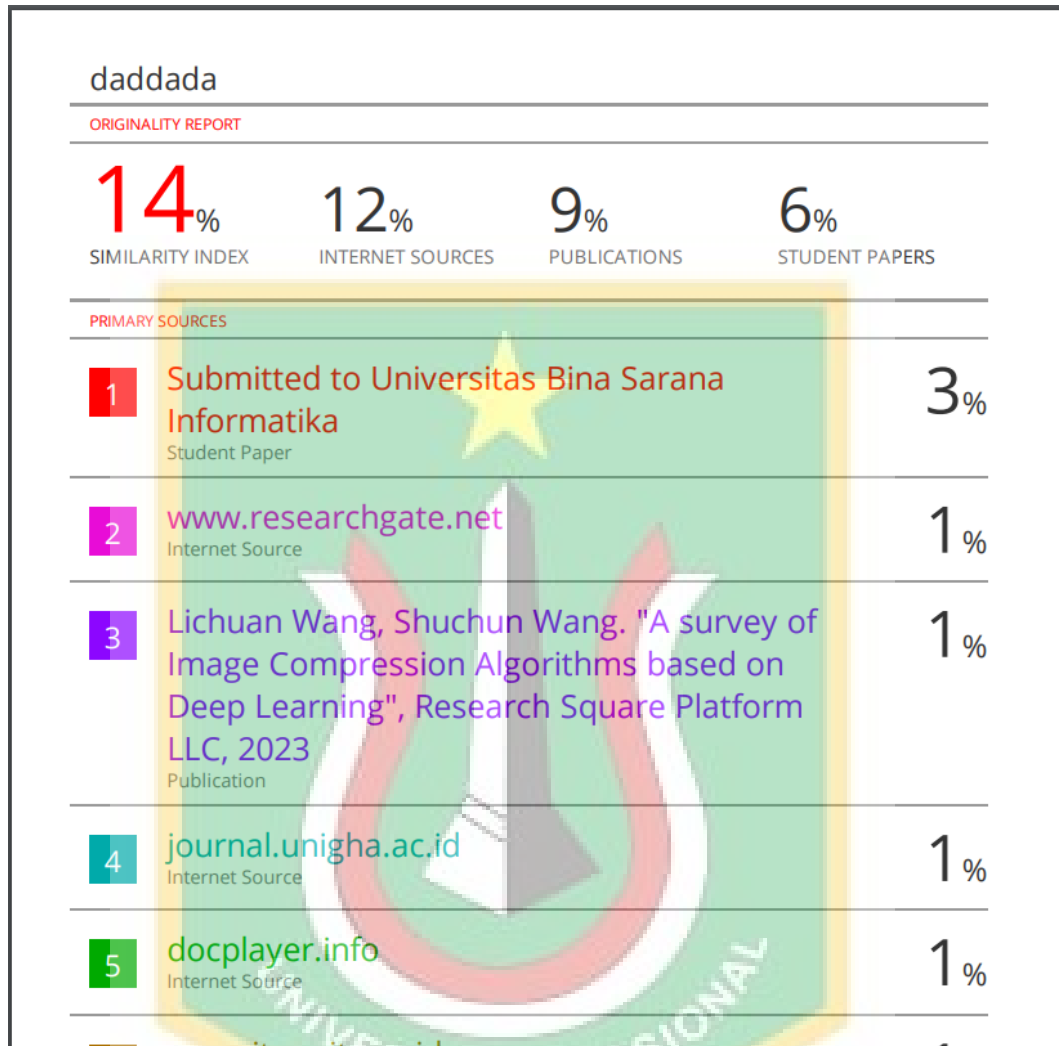 daddada
ORIGINALITY REPORT
14% 12% 9% 6%
SIMILARITY INDEX INTERNET SOURCES PUBLICATIONS STUDENT PAPERS
PRIMARY SOURCES
1 Submitted to Universitas Bina Sarana 3%
Informatika
Student Paper
2 www.researchgate.net 1%
Internet Source
3 Lichuan Wang, Shuchun Wang. "A survey of 1%
Image Compression Algorithms based on
Deep Learning", Research Square Platform
LLC, 2023
Publication
4 journal.unigha.ac.id 1%
Internet Source
5 docplayer.info 1%
Internet Source